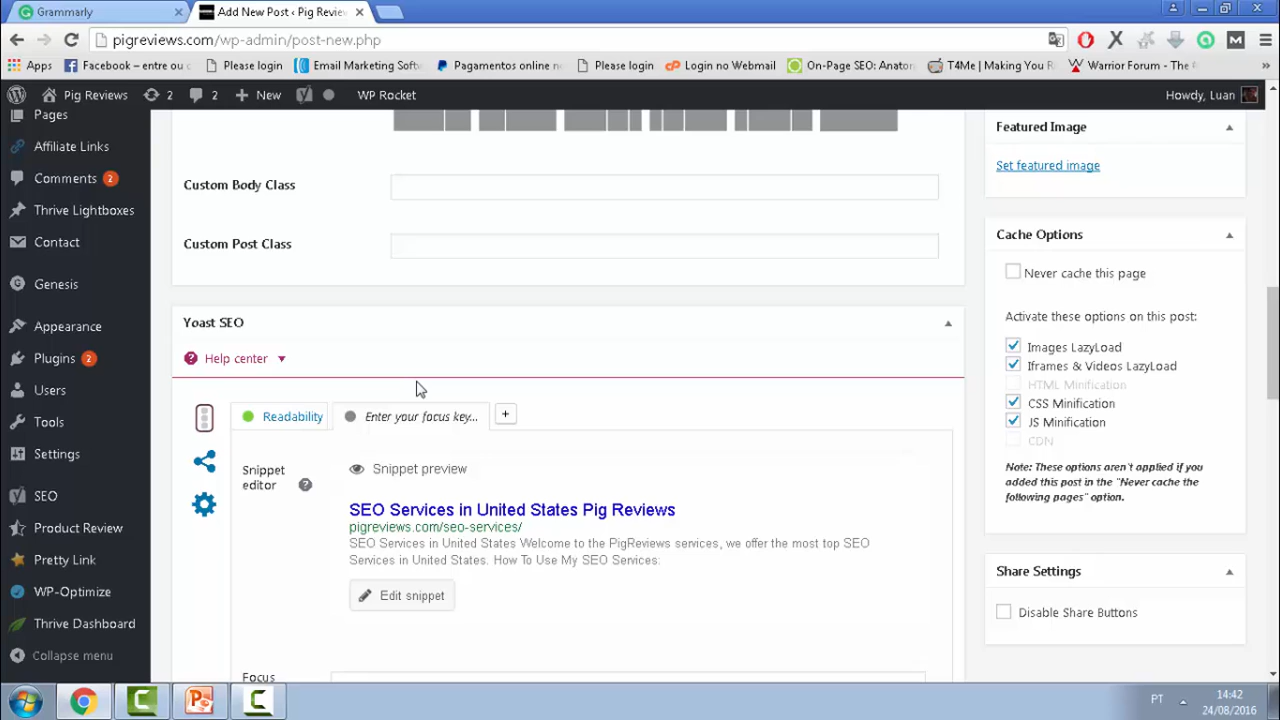 Grammarly
Add New Post ‹ Pig Review
pigreviews.com/wp-admin/post-new.php
Apps
Facebook – entre ou c
Please login
Email Marketing Softw
Pagamentos online no
Please login
Login no Webmail
On-Page SEO: Anatom
T4Me | Making You R
Warrior Forum - The #
»
Pig Reviews
2
2
New
WP Rocket
Howdy, Luan
Pages
Affiliate Links
Comments 2
Thrive Lightboxes
Contact
Genesis
Appearance
Plugins 2
Users
Tools
Settings
SEO
Product Review
Pretty Link
WP-Optimize
Thrive Dashboard
Collapse menu
Custom Body Class
Custom Post Class
Yoast SEO
Help center
Readability
Enter your focus key...
+
Snippet editor
Snippet preview
SEO Services in United States Pig Reviews
pigreviews.com/seo-services/
SEO Services in United States Welcome to the PigReviews services, we offer the most top SEO
Services in United States. How To Use My SEO Services:
Edit snippet
Focus
Featured Image
Set featured image
Cache Options
Never cache this page
Activate these options on this post:
Images LazyLoad
Iframes & Videos LazyLoad
HTML Minification
CSS Minification
JS Minification
CDN
Note: These options aren't applied if you
added this post in the "Never cache the
following pages" option.
Share Settings
Disable Share Buttons
PT
14:42
24/08/2016